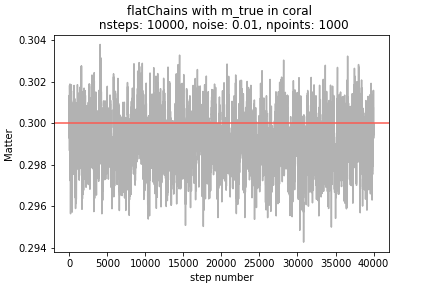 flatChains with m_true in coral
nsteps: 10000, noise: 0.01, npoints: 1000
0.304
0.302
0.300
0.298
0.296
0.294
Matter
0 5000 10000 15000 20000 25000 30000 35000 40000
step number